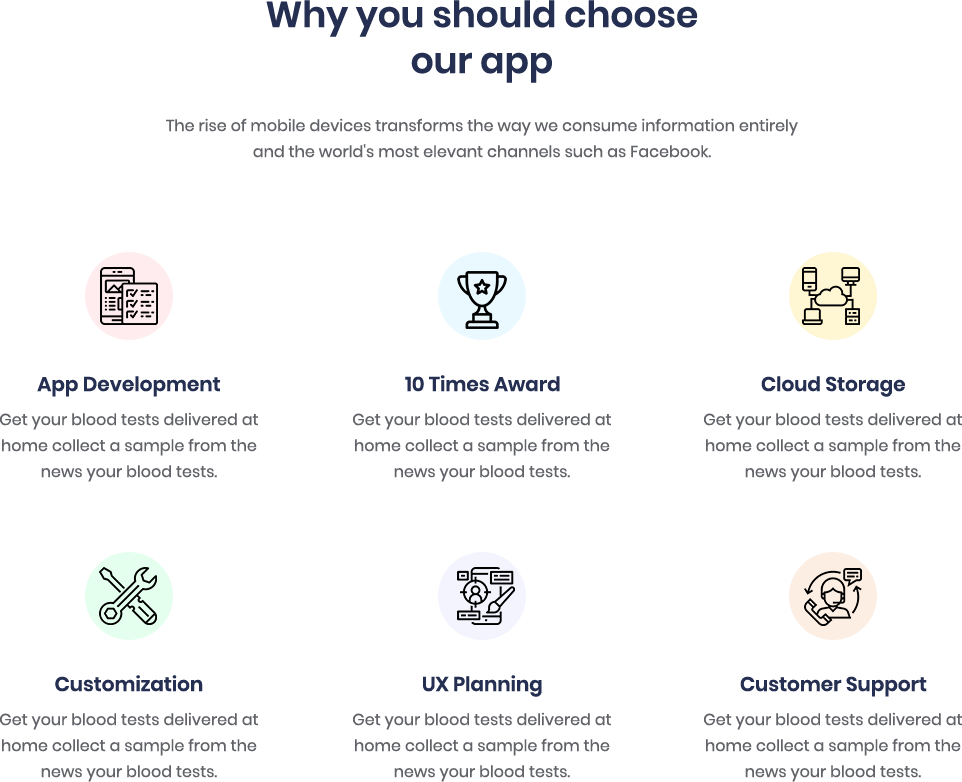 Why you should choose
our app
The rise of mobile devices transforms the way we consume information entirely
and the world's most elevant channels such as Facebook.
App Development
Get your blood tests delivered at
home collect a sample from the
news your blood tests.
10 Times Award
Get your blood tests delivered at
home collect a sample from the
news your blood tests.
Cloud Storage
Get your blood tests delivered at
home collect a sample from the
news your blood tests.
Customization
Get your blood tests delivered at
home collect a sample from the
news your blood tests.
UX Planning
Get your blood tests delivered at
home collect a sample from the
news your blood tests.
Customer Support
Get your blood tests delivered at
home collect a sample from the
news your blood tests.